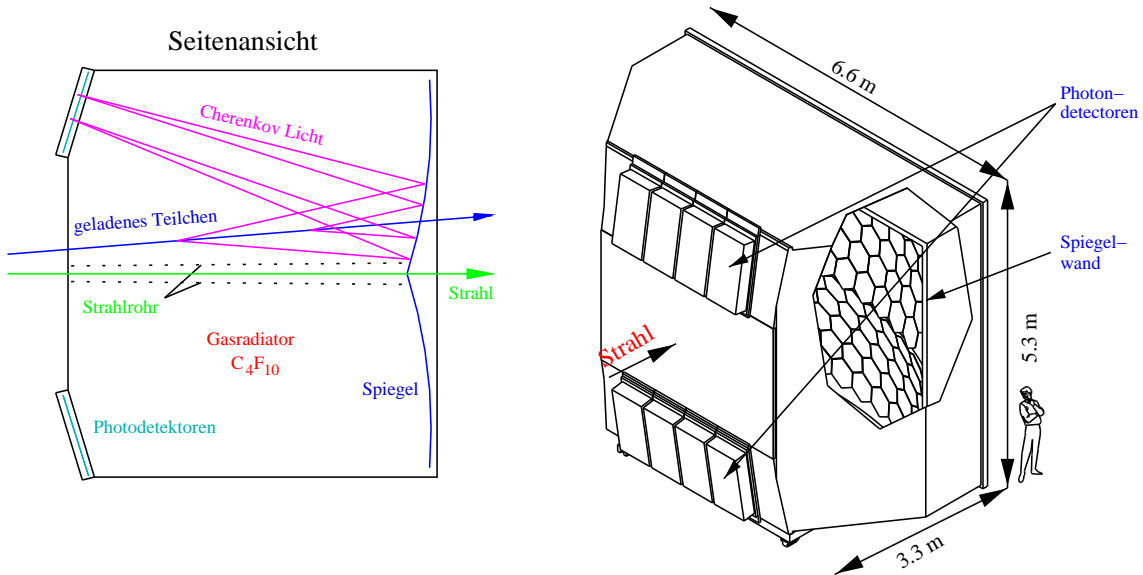 Seitenansicht
Cherenkov Licht
geladenes Teilchen
Strahlrohr
Strahl
Gasradiator
C4F10
Spiegel
Photodetektoren
6.6 m
Photon–
detectoren
Spiegel–
wand
Strahl
5.3 m
3.3 m